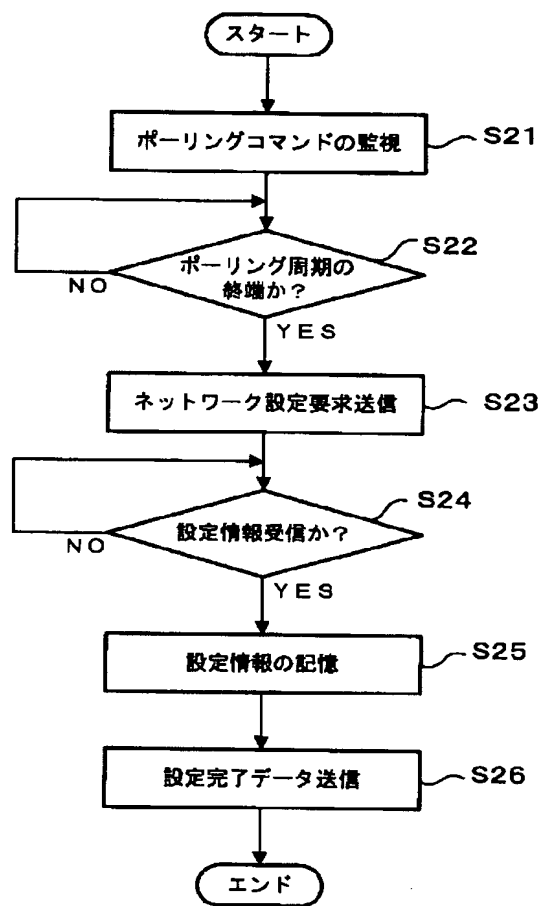 スタート
ポーリングコマンドの監視
S21
S22
ポーリング周期の
終端か？
NO
YES
ネットワーク設定要求送信
S23
S24
設定情報受信か？
NO
YES
設定情報の記憶
S25
設定完了データ送信
S26
エンド